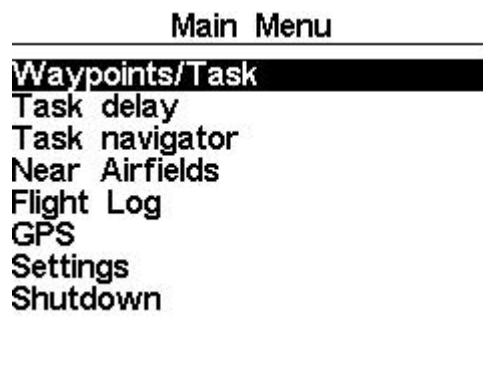 Main Menu
Waypoints/Task
Task delay
Task navigator
Near Airfields
Flight Log
GPS
Settings
Shutdown